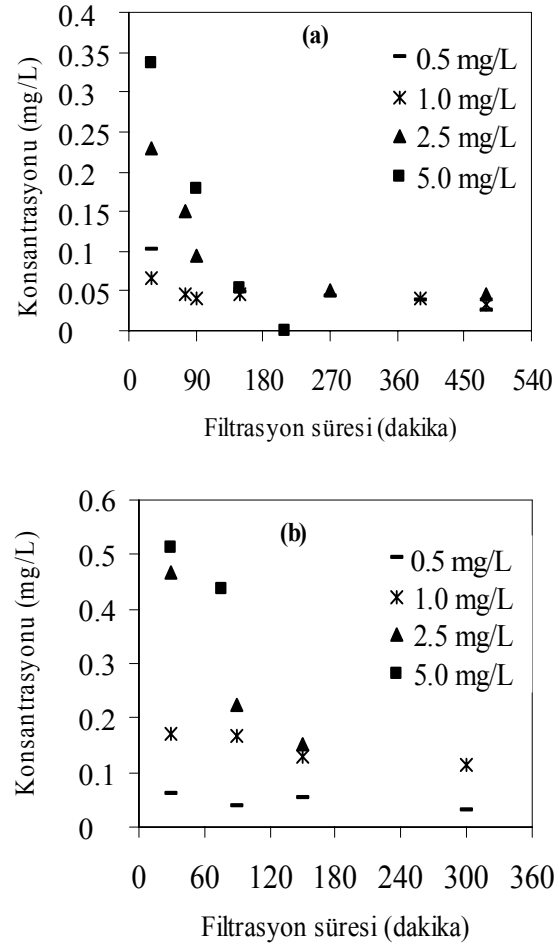 (a)
0.4
0.35
0.3
0.25
0.2
0.15
0.1
0.05
0
Konsantrasyonu (mg/L)
0.5 mg/L
1.0 mg/L
2.5 mg/L
5.0 mg/L
0 90 180 270 360 450 540
Filtrasyon süresi (dakika)
(b)
0.6
0.5
0.4
0.3
0.2
0.1
0
Konsantrasyonu (mg/L)
0.5 mg/L
1.0 mg/L
2.5 mg/L
5.0 mg/L
0 60 120 180 240 300 360
Filtrasyon süresi (dakika)